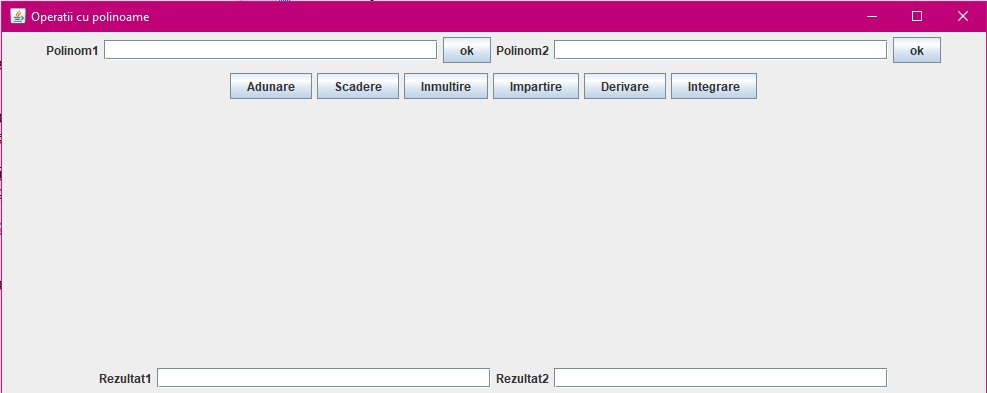 Operatii cu polinoame
Polinom1 ok Polinom2 ok
Adunare Scadere Inmultire Impartire Derivare Integrare
Rezultat1 Rezultat2